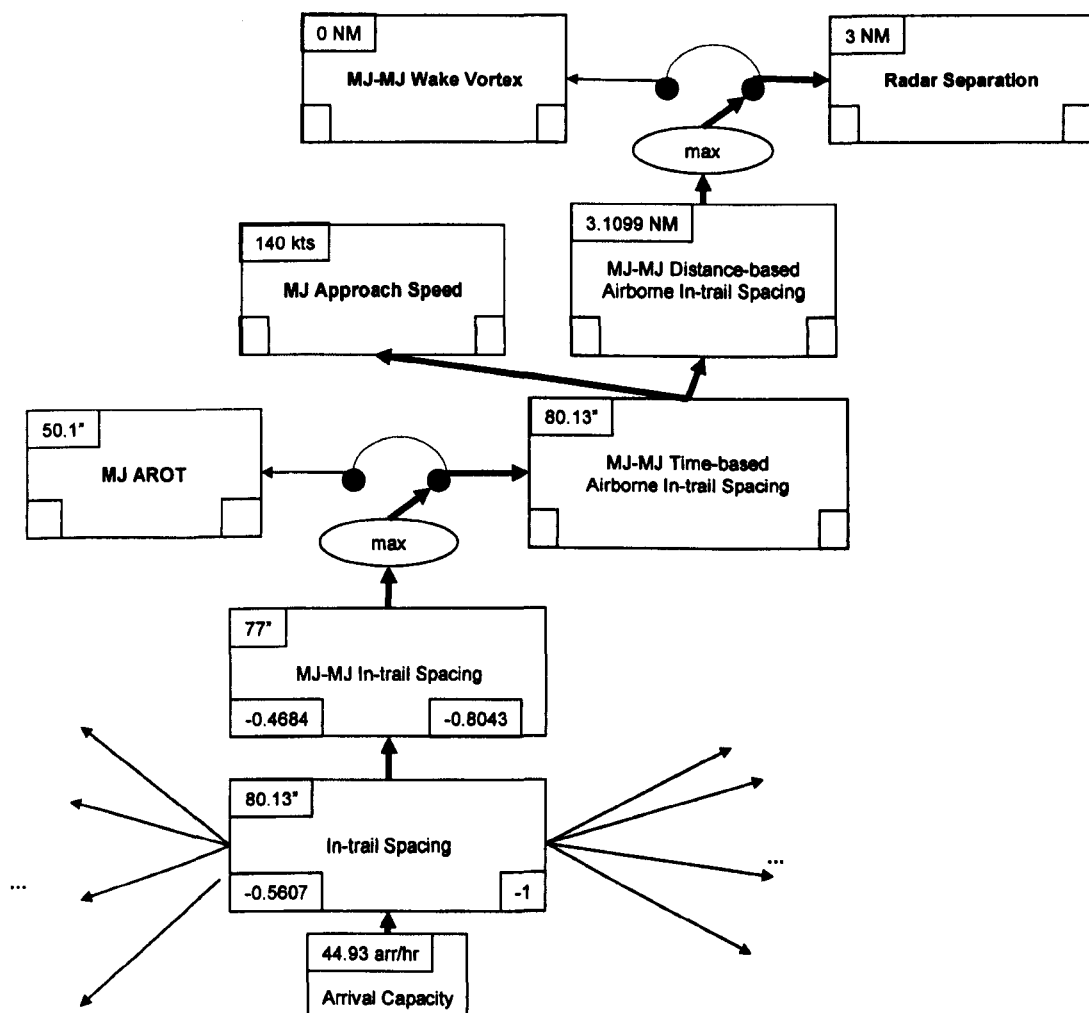 0 NM
MJ-MJ Wake Vortex
3 NM
Radar Separation
max
140 kts
MJ Approach Speed
3.1099 NM
MJ-MJ Distance-based
Airborne In-trail Spacing
50.1"
MJ AROT
80.13"
MJ-MJ Time-based
Airborne In-trail Spacing
max
77"
MJ-MJ In-trail Spacing
-0.4684
-0.8043
80.13"
In-trail Spacing
...
...
-0.5607
-1
44.93 arr/hr
Arrival Capacity